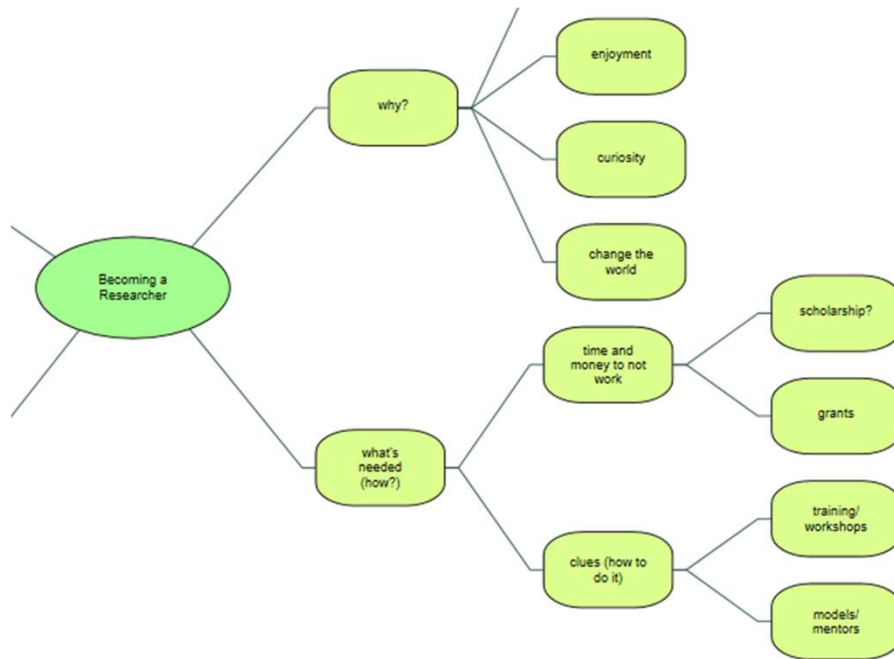 enjoyment
why?
curiosity
change the
world
Becoming a
Researcher
scholarship?
time and
money to not
work
grants
what's
needed
(how?)
training/
workshops
clues (how to
do it)
models/
mentors